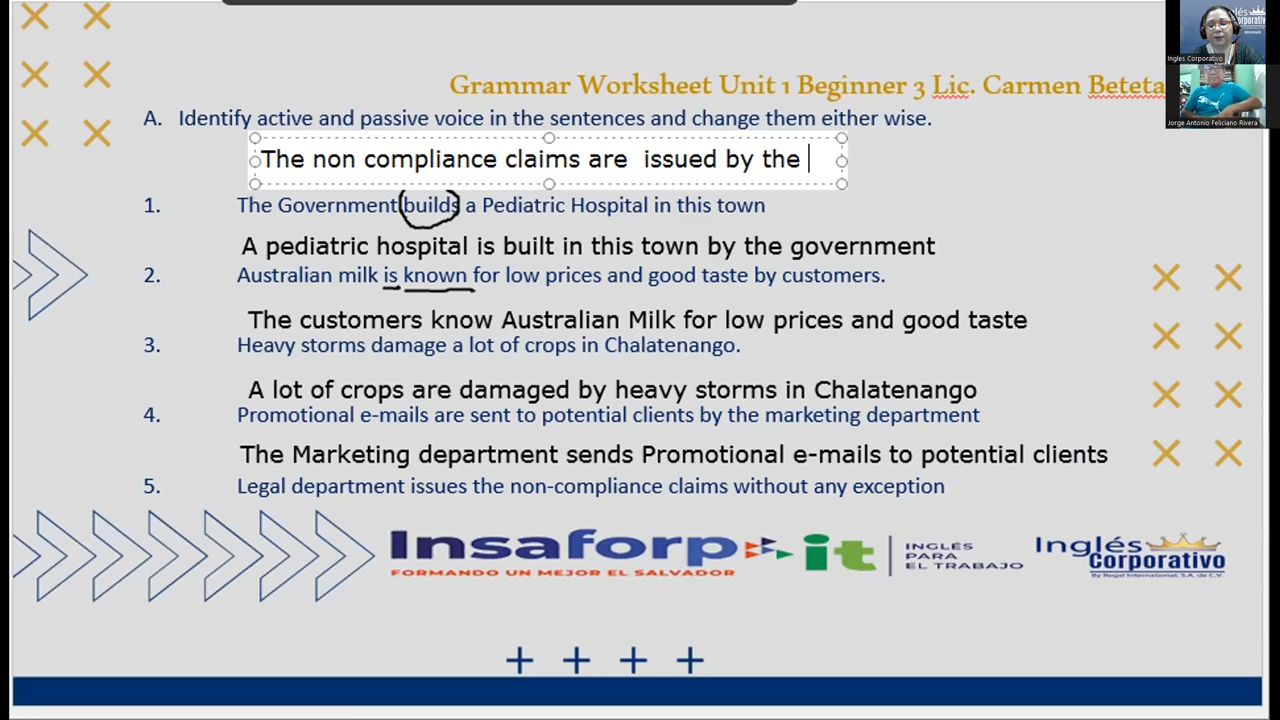 Grammar Worksheet Unit 1 Beginner 3 Lic. Carmen Beteta
A. Identify active and passive voice in the sentences and change them either wise.
The non compliance claims are issued by the
1. The Government builds a Pediatric Hospital in this town
A pediatric hospital is built in this town by the government
2. Australian milk is known for low prices and good taste by customers.
The customers know Australian Milk for low prices and good taste
3. Heavy storms damage a lot of crops in Chalatenango.
A lot of crops are damaged by heavy storms in Chalatenango
4. Promotional e-mails are sent to potential clients by the marketing department
The Marketing department sends Promotional e-mails to potential clients
5. Legal department issues the non-compliance claims without any exception
Insaforp
FORMANDO UN MEJOR EL SALVADOR
it
INGLÉS
PARA
EL TRABAJO
Inglés
Corporativo
By Regal International, S.A. de C.V.
Ingles Corporativo
Jorge Antonio Feliciano Rivera